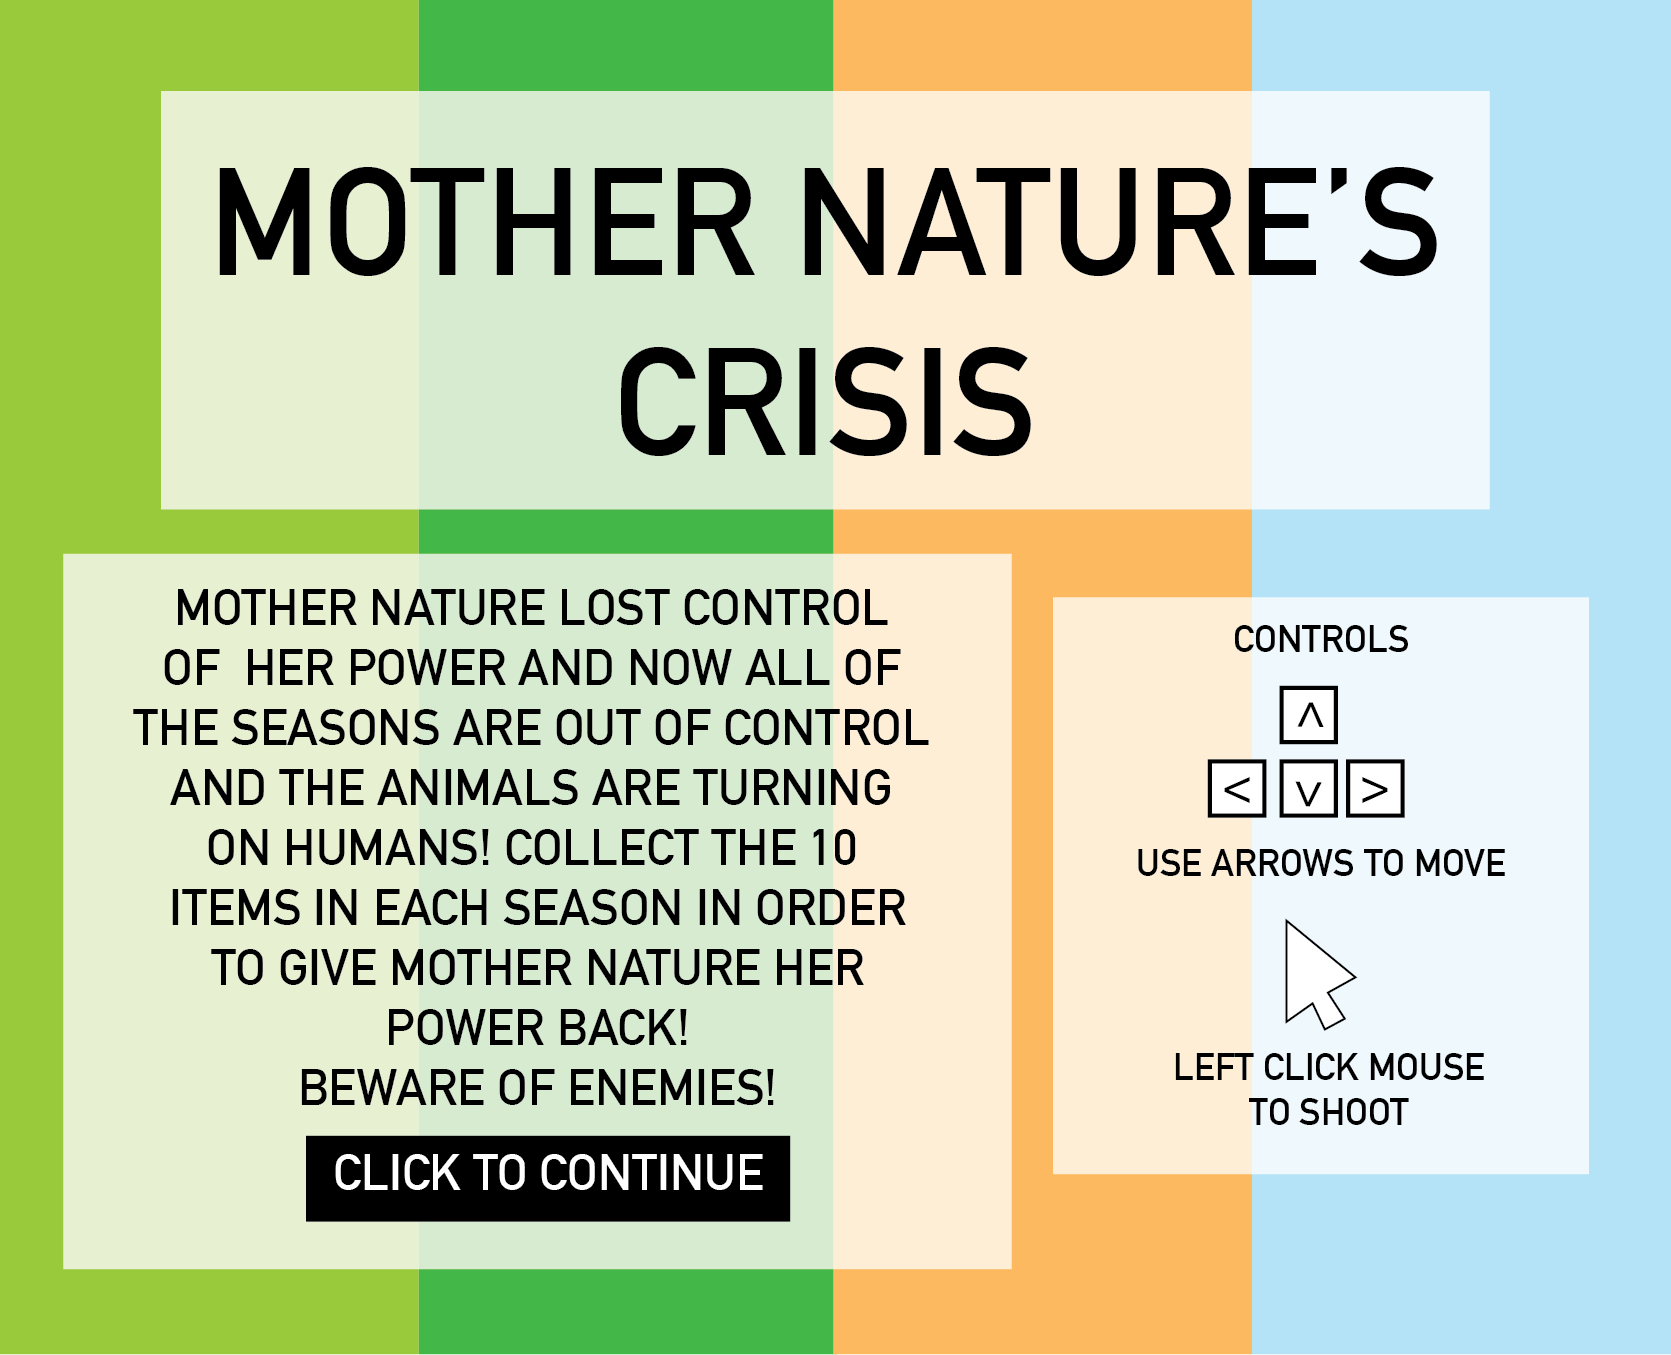 MOTHER NATURE’S
CRISIS
MOTHER NATURE LOST CONTROL
OF HER POWER AND NOW ALL OF
THE SEASONS ARE OUT OF CONTROL
AND THE ANIMALS ARE TURNING
ON HUMANS! COLLECT THE 10
ITEMS IN EACH SEASON IN ORDER
TO GIVE MOTHER NATURE HER
POWER BACK!
BEWARE OF ENEMIES!
CLICK TO CONTINUE
CONTROLS
^
< v >
USE ARROWS TO MOVE
LEFT CLICK MOUSE
TO SHOOT